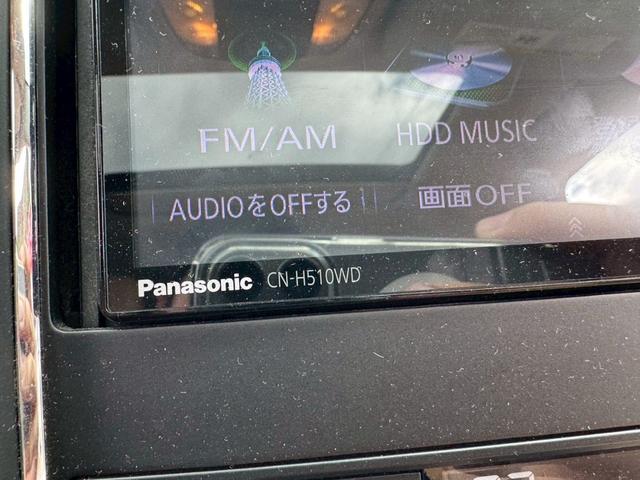 FM/AM HDD MUSIC
AUDIOをOFFする 画面OFF
Panasonic CN-H510WD